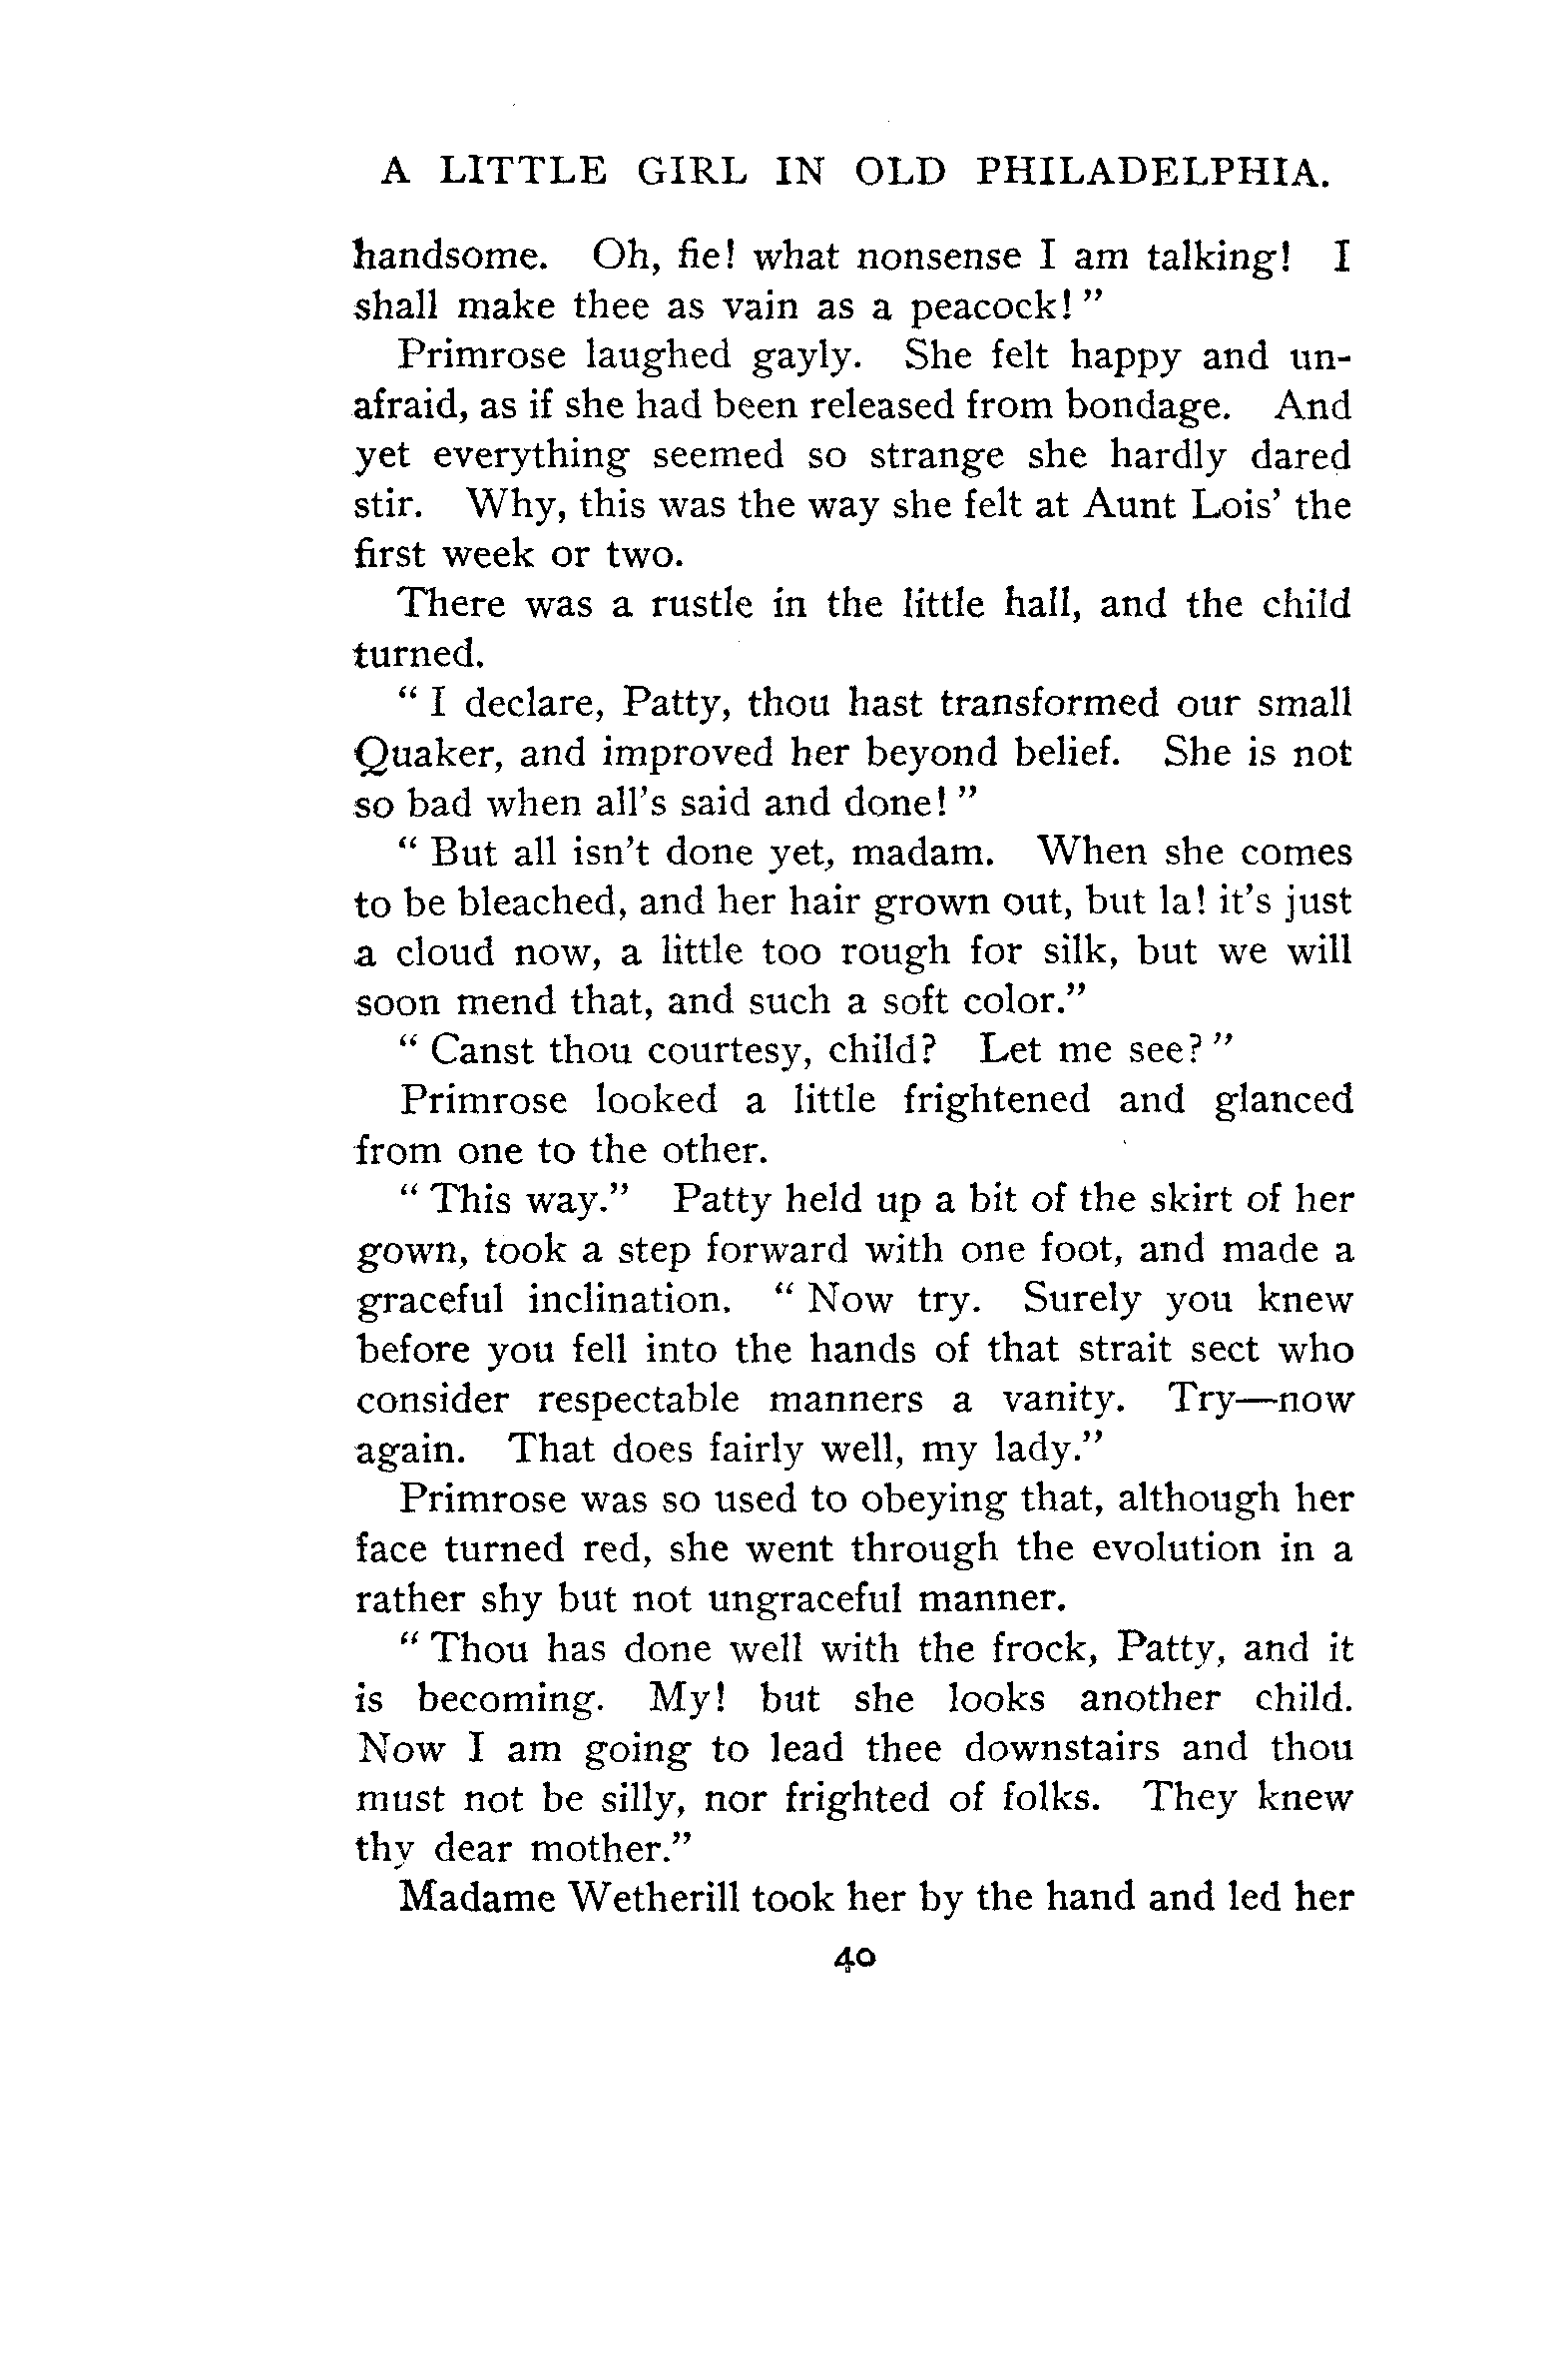 A LITTLE GIRL IN OLD PHILADELPHIA.
handsome. Oh, fie! what nonsense I am talking! I
shall make thee as vain as a peacock!”
Primrose laughed gayly. She felt happy and un-
afraid, as if she had been released from bondage. And
yet everything seemed so strange she hardly dared
stir. Why, this was the way she felt at Aunt Lois’ the
first week or two.
There was a rustle in the little hall, and the child
turned.
“ I declare, Patty, thou hast transformed our small
Quaker, and improved her beyond belief. She is not
so bad when all’s said and done! ”
“ But all isn’t done yet, madam. When she comes
to be bleached, and her hair grown out, but la! it’s just
a cloud now, a little too rough for silk, but we will
soon mend that, and such a soft color.”
“ Canst thou courtesy, child? Let me see? ”
Primrose looked a little frightened and glanced
from one to the other.
“ This way.” Patty held up a bit of the skirt of her
gown, took a step forward with one foot, and made a
graceful inclination. “ Now try. Surely you knew
before you fell into the hands of that strait sect who
consider respectable manners a vanity. Try—now
again. That does fairly well, my lady.”
Primrose was so used to obeying that, although her
face turned red, she went through the evolution in a
rather shy but not ungraceful manner.
“ Thou has done well with the frock, Patty, and it
is becoming. My! but she looks another child.
Now I am going to lead thee downstairs and thou
must not be silly, nor frighted of folks. They knew
thy dear mother.”
Madame Wetherill took her by the hand and led her
40